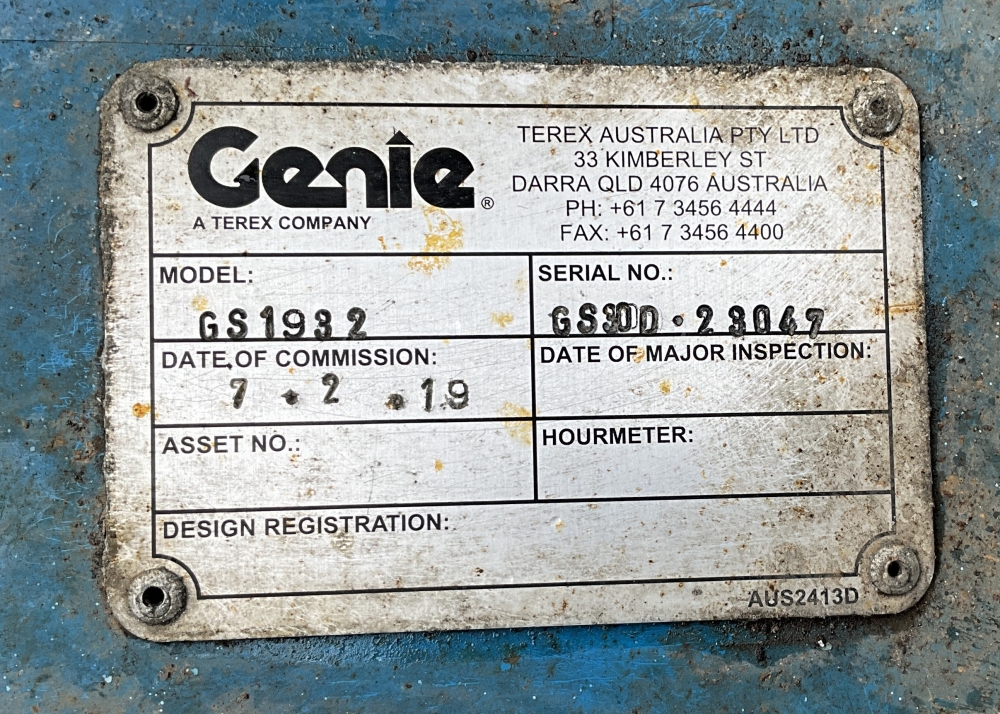 Genie®
A TEREX COMPANY
TEREX AUSTRALIA PTY LTD
33 KIMBERLEY ST
DARRA QLD 4076 AUSTRALIA
PH: +61 7 3456 4444
FAX: +61 7 3456 4400
MODEL:
GS1932
SERIAL NO.:
GS30D·23047
DATE OF COMMISSION:
7·2·19
DATE OF MAJOR INSPECTION:
ASSET NO.:
HOURMETER:
DESIGN REGISTRATION:
AUS2413D